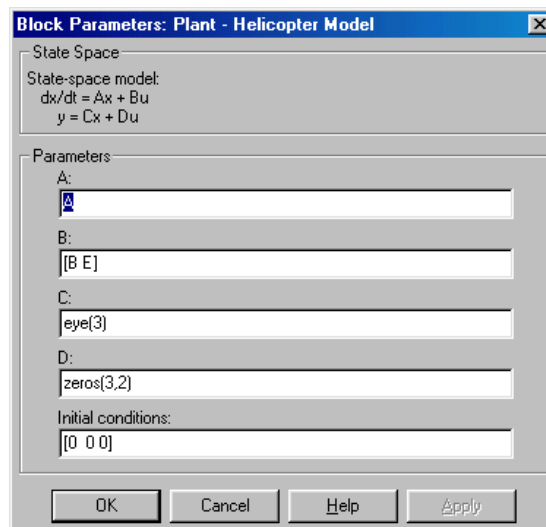 Block Parameters: Plant - Helicopter Model
State Space
State-space model:
dx/dt = Ax + Bu
y = Cx + Du
Parameters
A:
A
B:
[B E]
C:
eye(3)
D:
zeros(3,2)
Initial conditions:
[0  0 0]
OK Cancel Help Apply